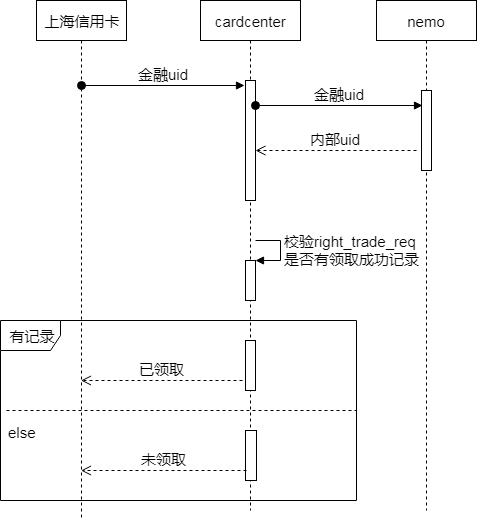 上海信用卡
cardcenter
nemo
金融uid
金融uid
内部uid
校验right_trade_req
是否有领取成功记录
有记录
已领取
else
未领取